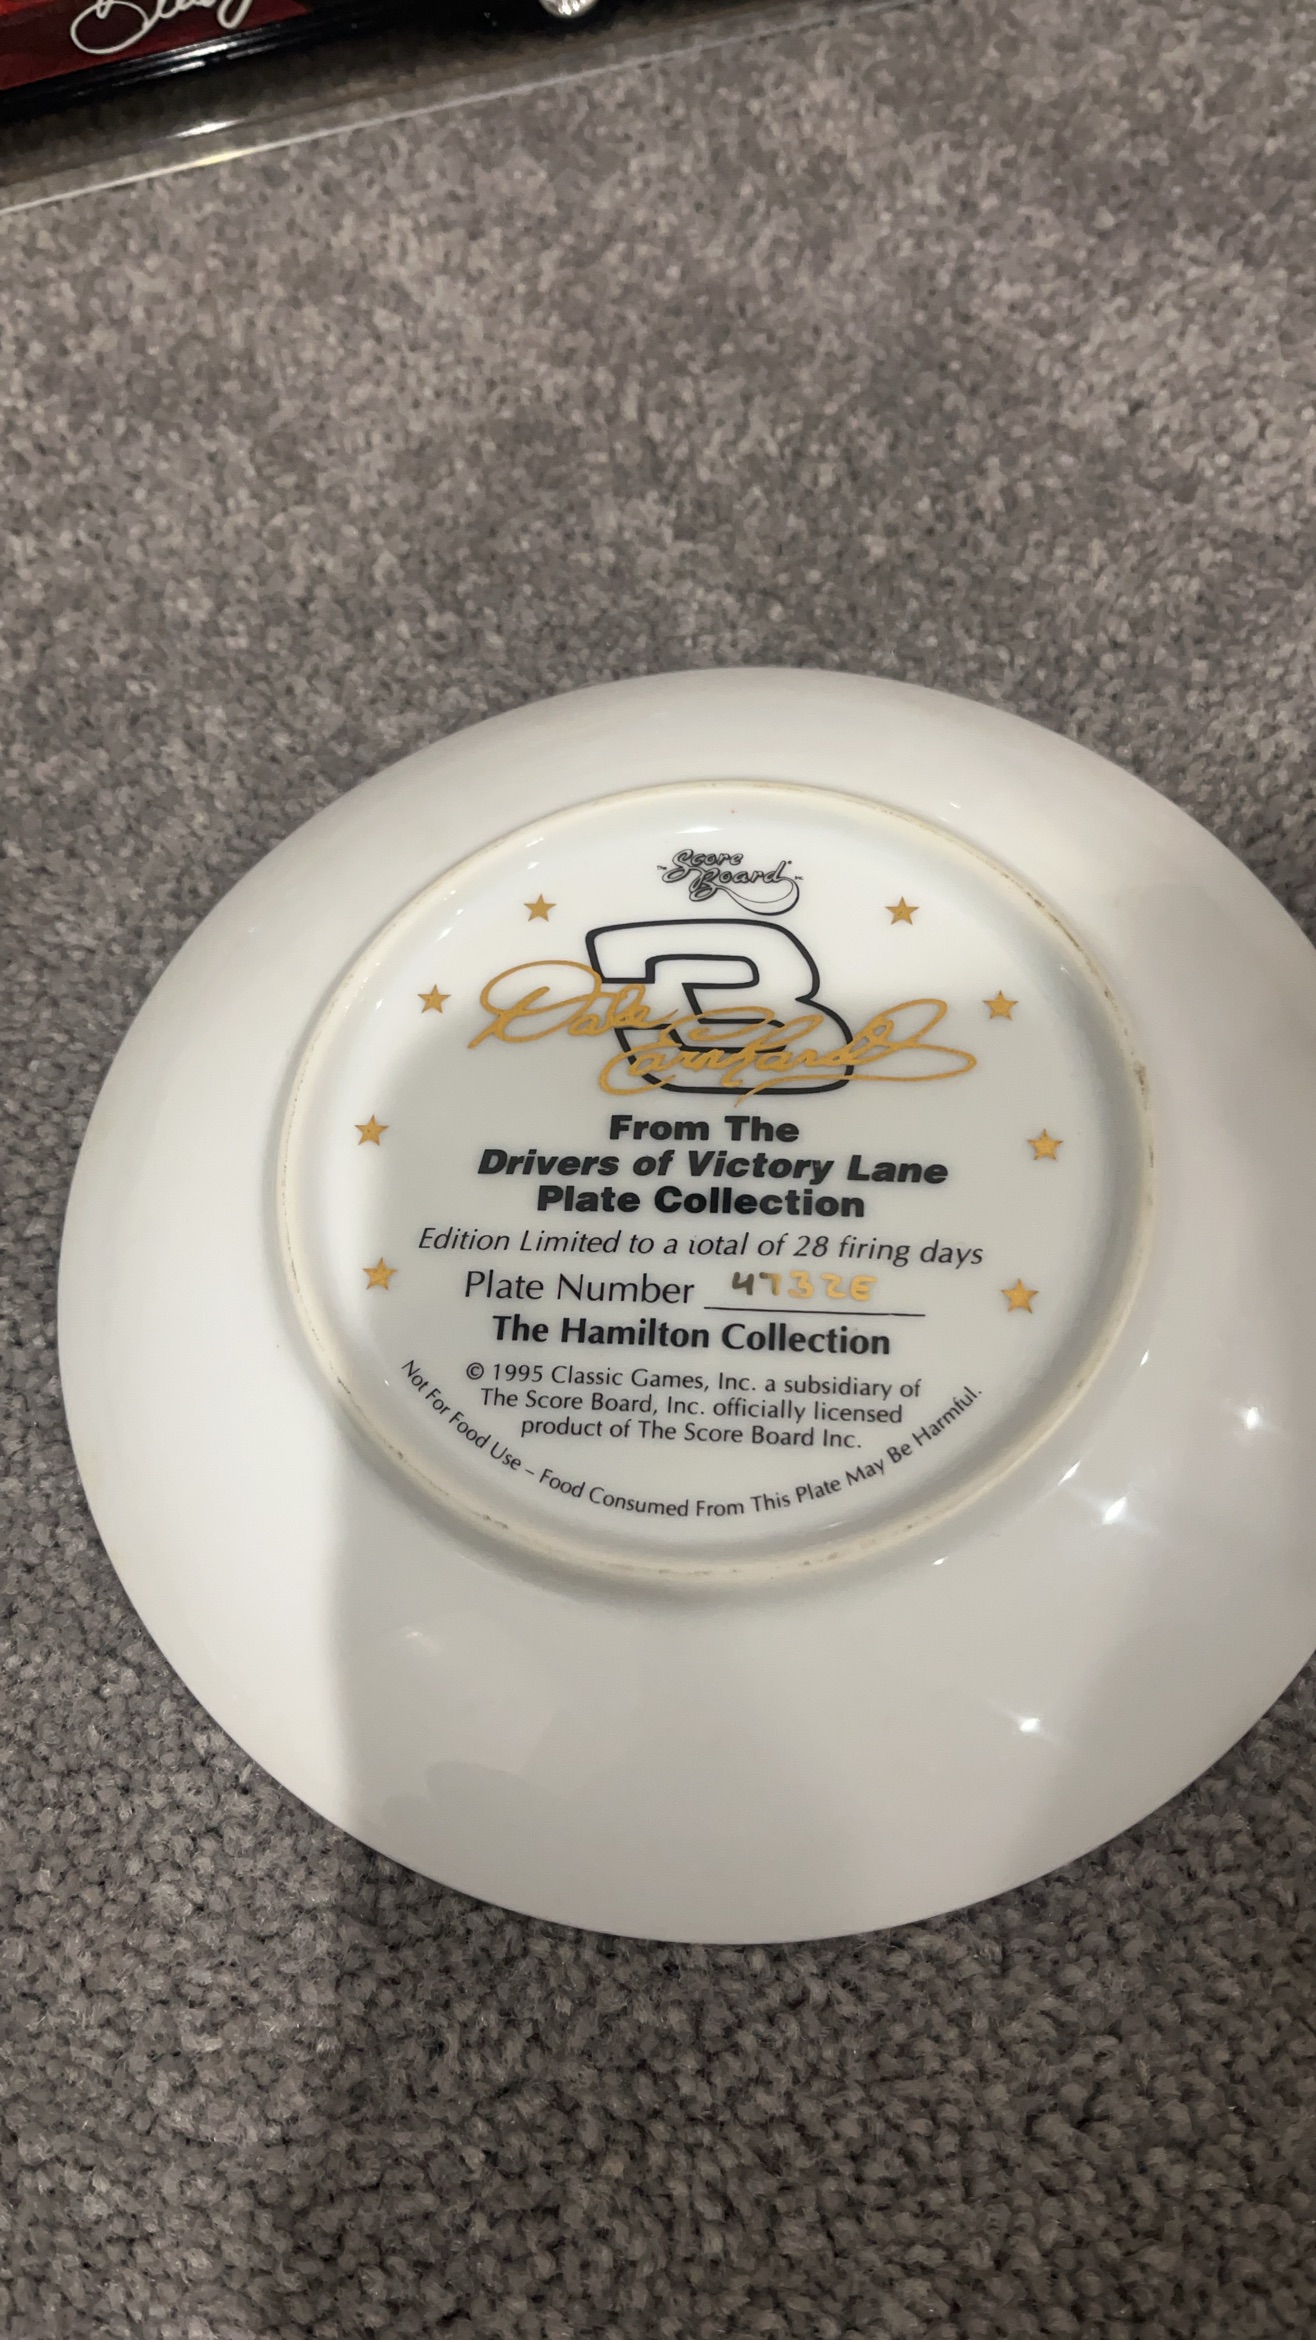 Score
Board
3
Dale
Earnhardt
From The
Drivers of Victory Lane
Plate Collection
Edition Limited to a total of 28 firing days
Plate Number 4732E
The Hamilton Collection
© 1995 Classic Games, Inc. a subsidiary of
The Score Board, Inc. officially licensed
product of The Score Board Inc.
Not For Food Use – Food Consumed From This Plate May Be Harmful.